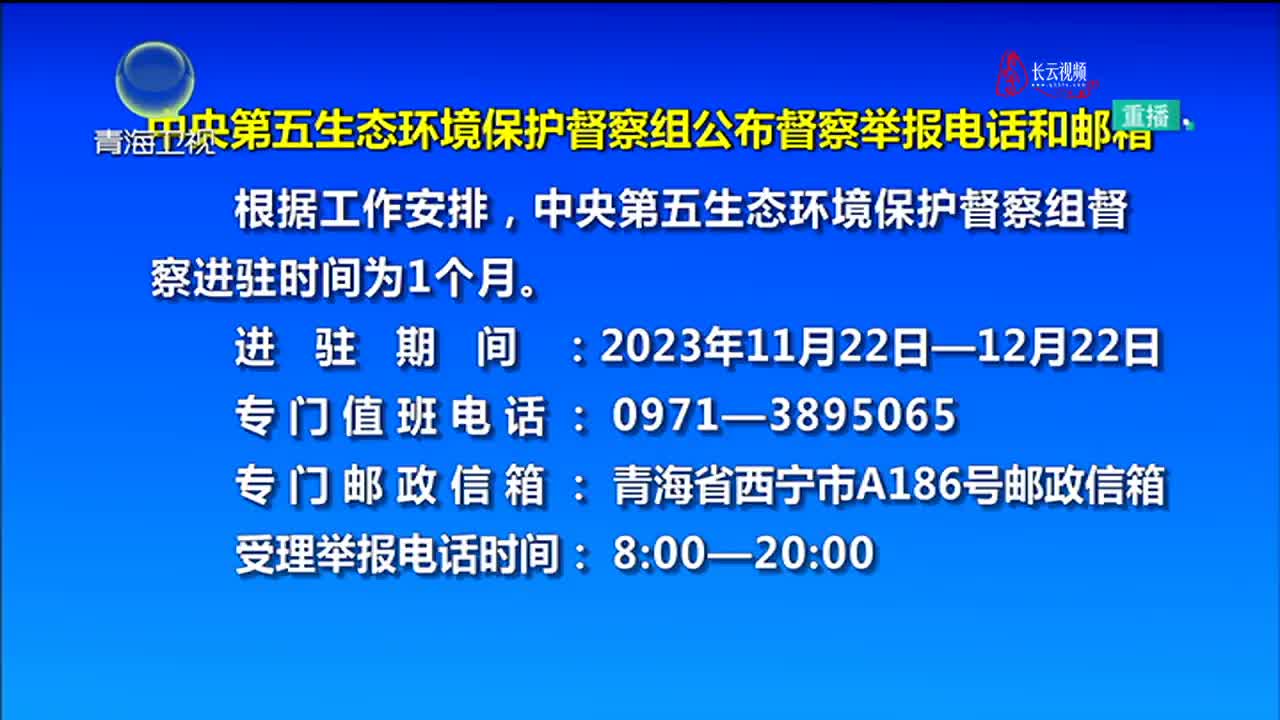 长云视频
重播
青海卫视
中央第五生态环境保护督察组公布督察举报电话和邮箱
根据工作安排，中央第五生态环境保护督察组督
察进驻时间为1个月。
进驻期间：2023年11月22日—12月22日
专门值班电话：0971—3895065
专门邮政信箱：青海省西宁市A186号邮政信箱
受理举报电话时间：8:00—20:00